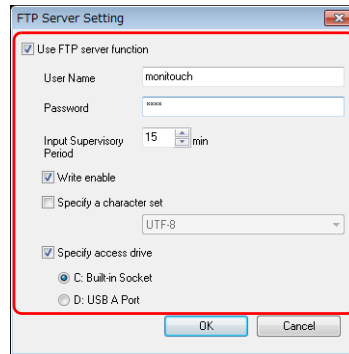 FTP Server Setting
Use FTP server function
User Name monitouch
Password ****
Input Supervisory Period 15 min
Write enable
Specify a character set
UTF-8
Specify access drive
C: Built-in Socket
D: USB A Port
OK Cancel